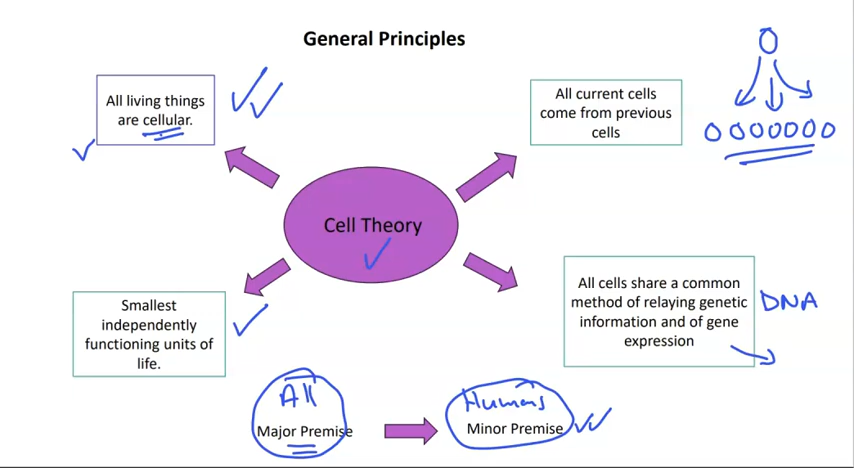 General Principles
All living things
are cellular.
All current cells
come from previous
cells
Cell Theory
Smallest
independently
functioning units of
life.
All cells share a common
method of relaying genetic
information and of gene
expression
DNA
All
Major Premise
Humans
Minor Premise